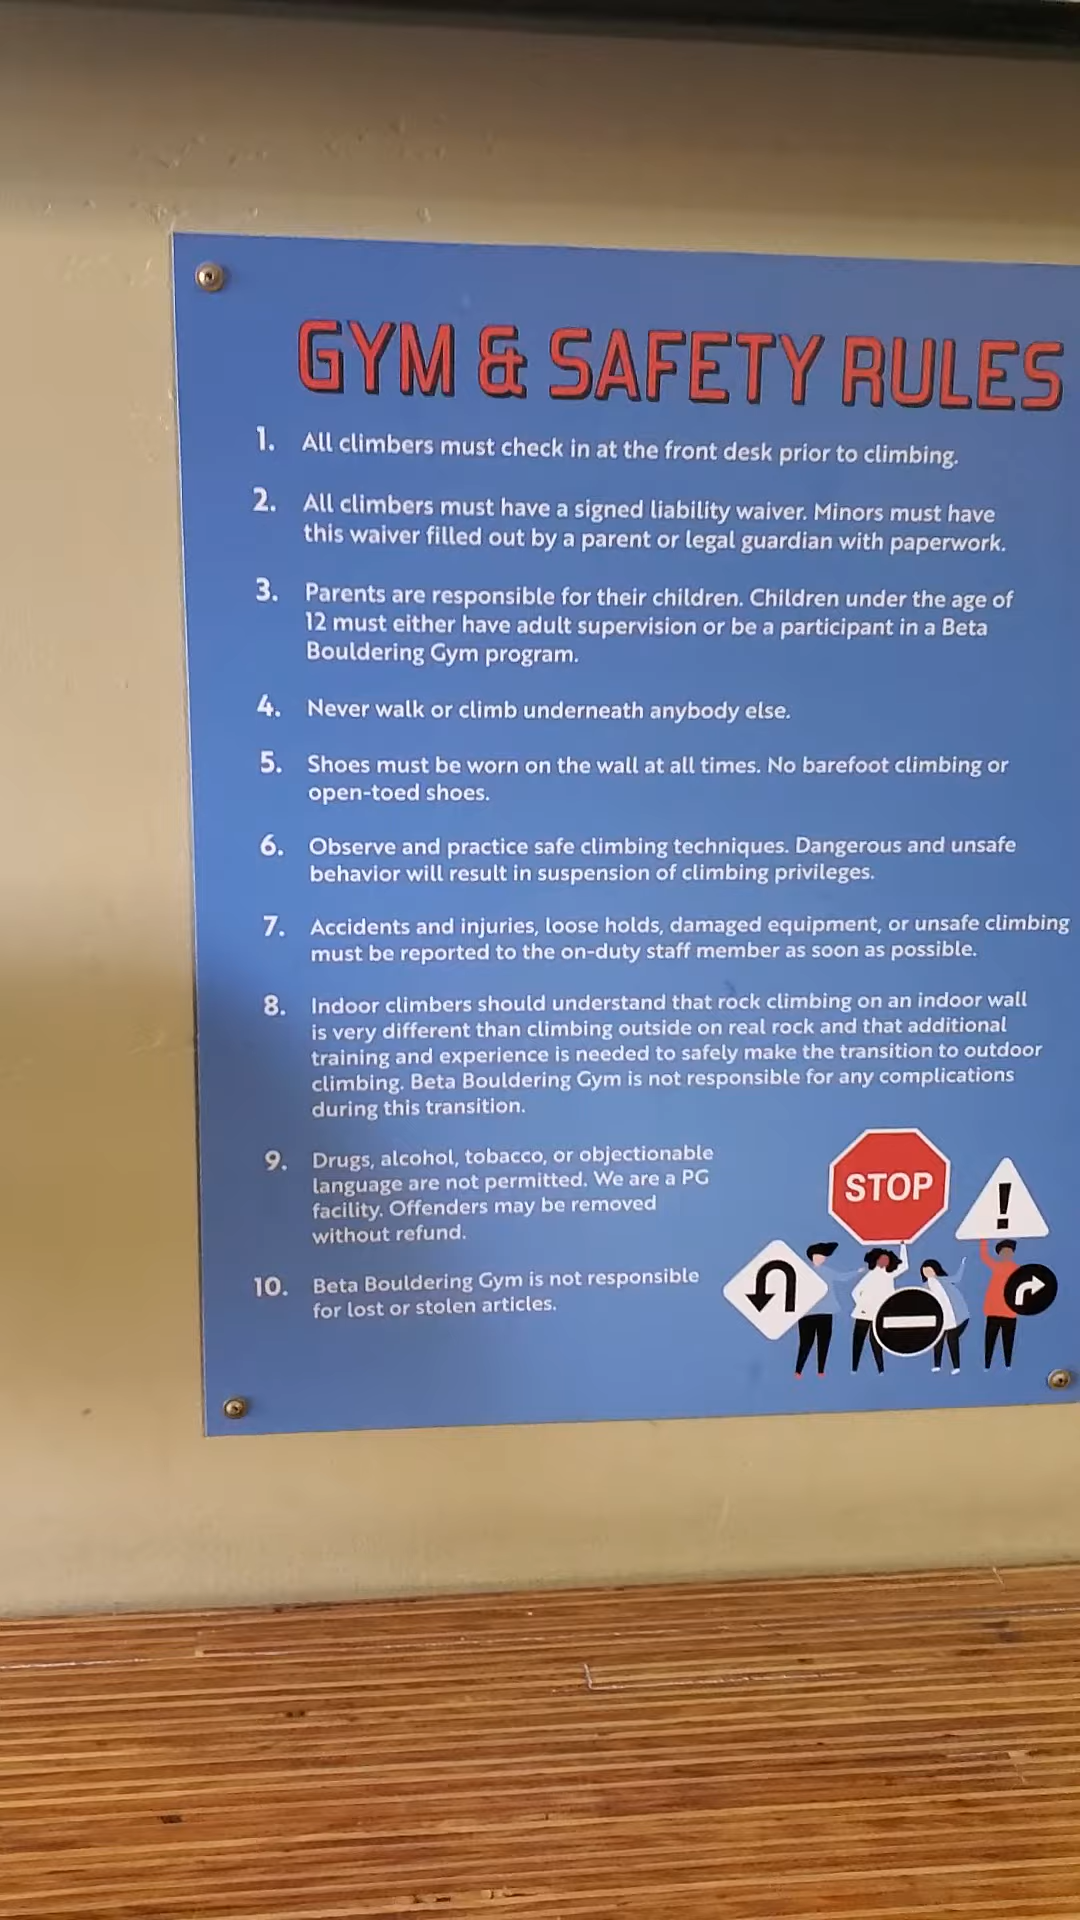 GYM & SAFETY RULES
1. All climbers must check in at the front desk prior to climbing.
2. All climbers must have a signed liability waiver. Minors must have
this waiver filled out by a parent or legal guardian with paperwork.
3. Parents are responsible for their children. Children under the age of
12 must either have adult supervision or be a participant in a Beta
Bouldering Gym program.
4. Never walk or climb underneath anybody else.
5. Shoes must be worn on the wall at all times. No barefoot climbing or
open-toed shoes.
6. Observe and practice safe climbing techniques. Dangerous and unsafe
behavior will result in suspension of climbing privileges.
7. Accidents and injuries, loose holds, damaged equipment, or unsafe climbing
must be reported to the on-duty staff member as soon as possible.
8. Indoor climbers should understand that rock climbing on an indoor wall
is very different than climbing outside on real rock and that additional
training and experience is needed to safely make the transition to outdoor
climbing. Beta Bouldering Gym is not responsible for any complications
during this transition.
9. Drugs, alcohol, tobacco, or objectionable
language are not permitted. We are a PG
facility. Offenders may be removed
without refund.
10. Beta Bouldering Gym is not responsible
for lost or stolen articles.
STOP
!